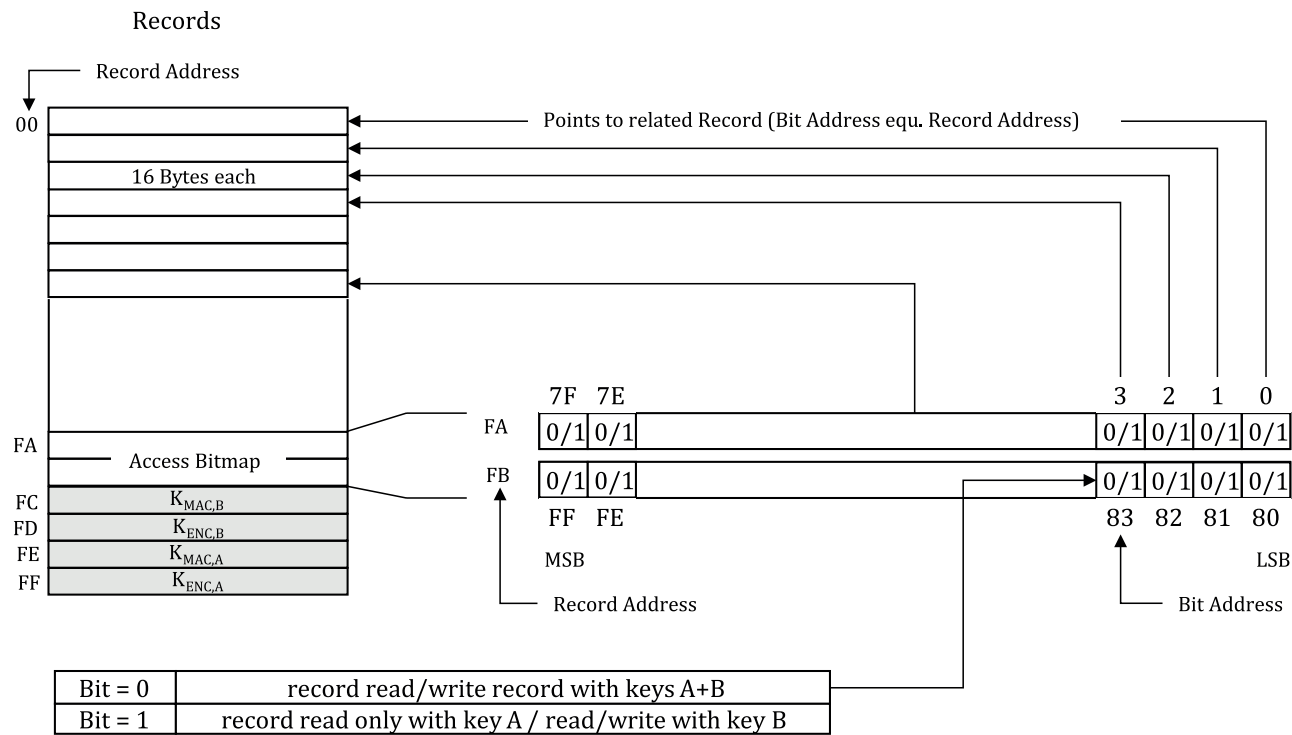 Records
Record Address
00
Points to related Record (Bit Address equ. Record Address)
16 Bytes each
7F 7E 3 2 1 0
FA
FA 0/1 0/1 0/1 0/1 0/1 0/1
Access Bitmap
FB 0/1 0/1 0/1 0/1 0/1 0/1
FC KMAC,B
FF FE 83 82 81 80
FD KENC,B
FE KMAC,A
MSB LSB
FF KENC,A
Record Address
Bit Address
Bit = 0 record read/write record with keys A+B
Bit = 1 record read only with key A / read/write with key B